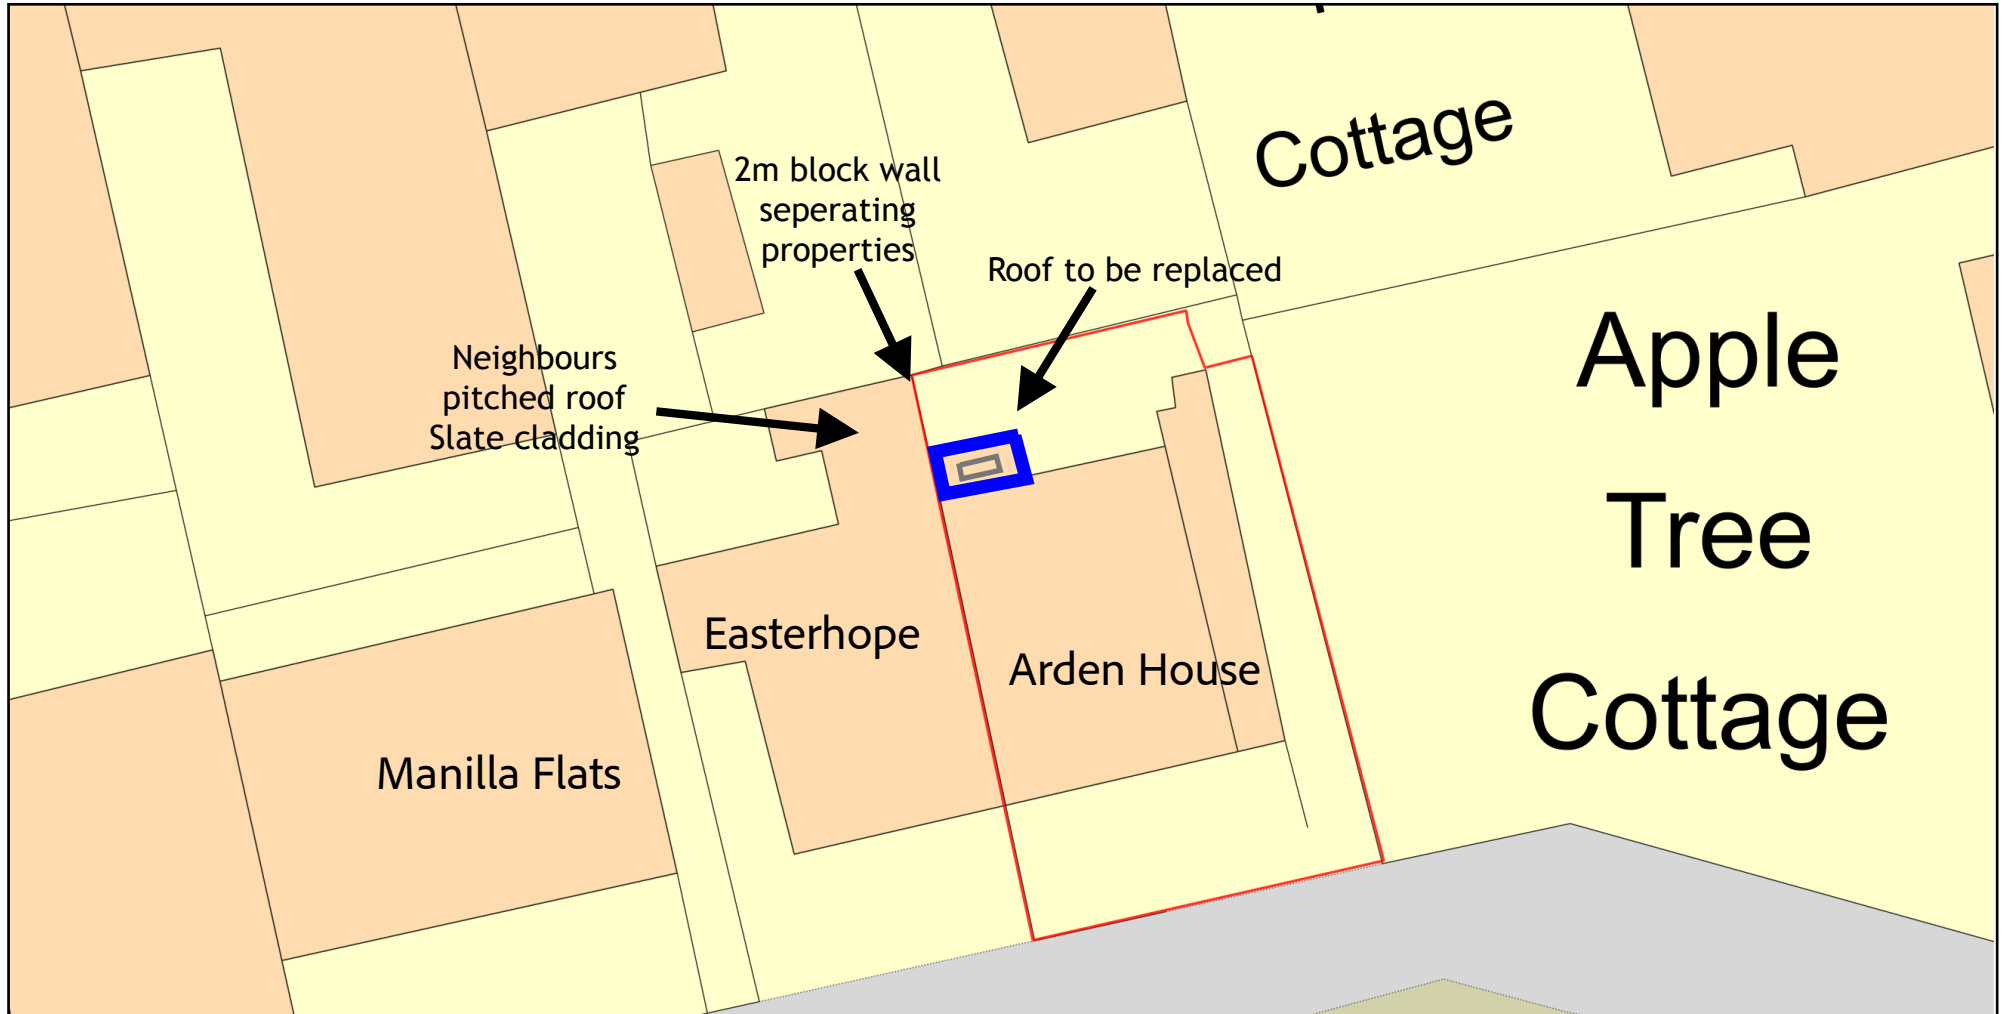 Cottage
2m block wall
seperating
properties
Roof to be replaced
Neighbours
pitched roof
Slate cladding
Apple
Tree
Cottage
Easterhope
Arden House
Manilla Flats